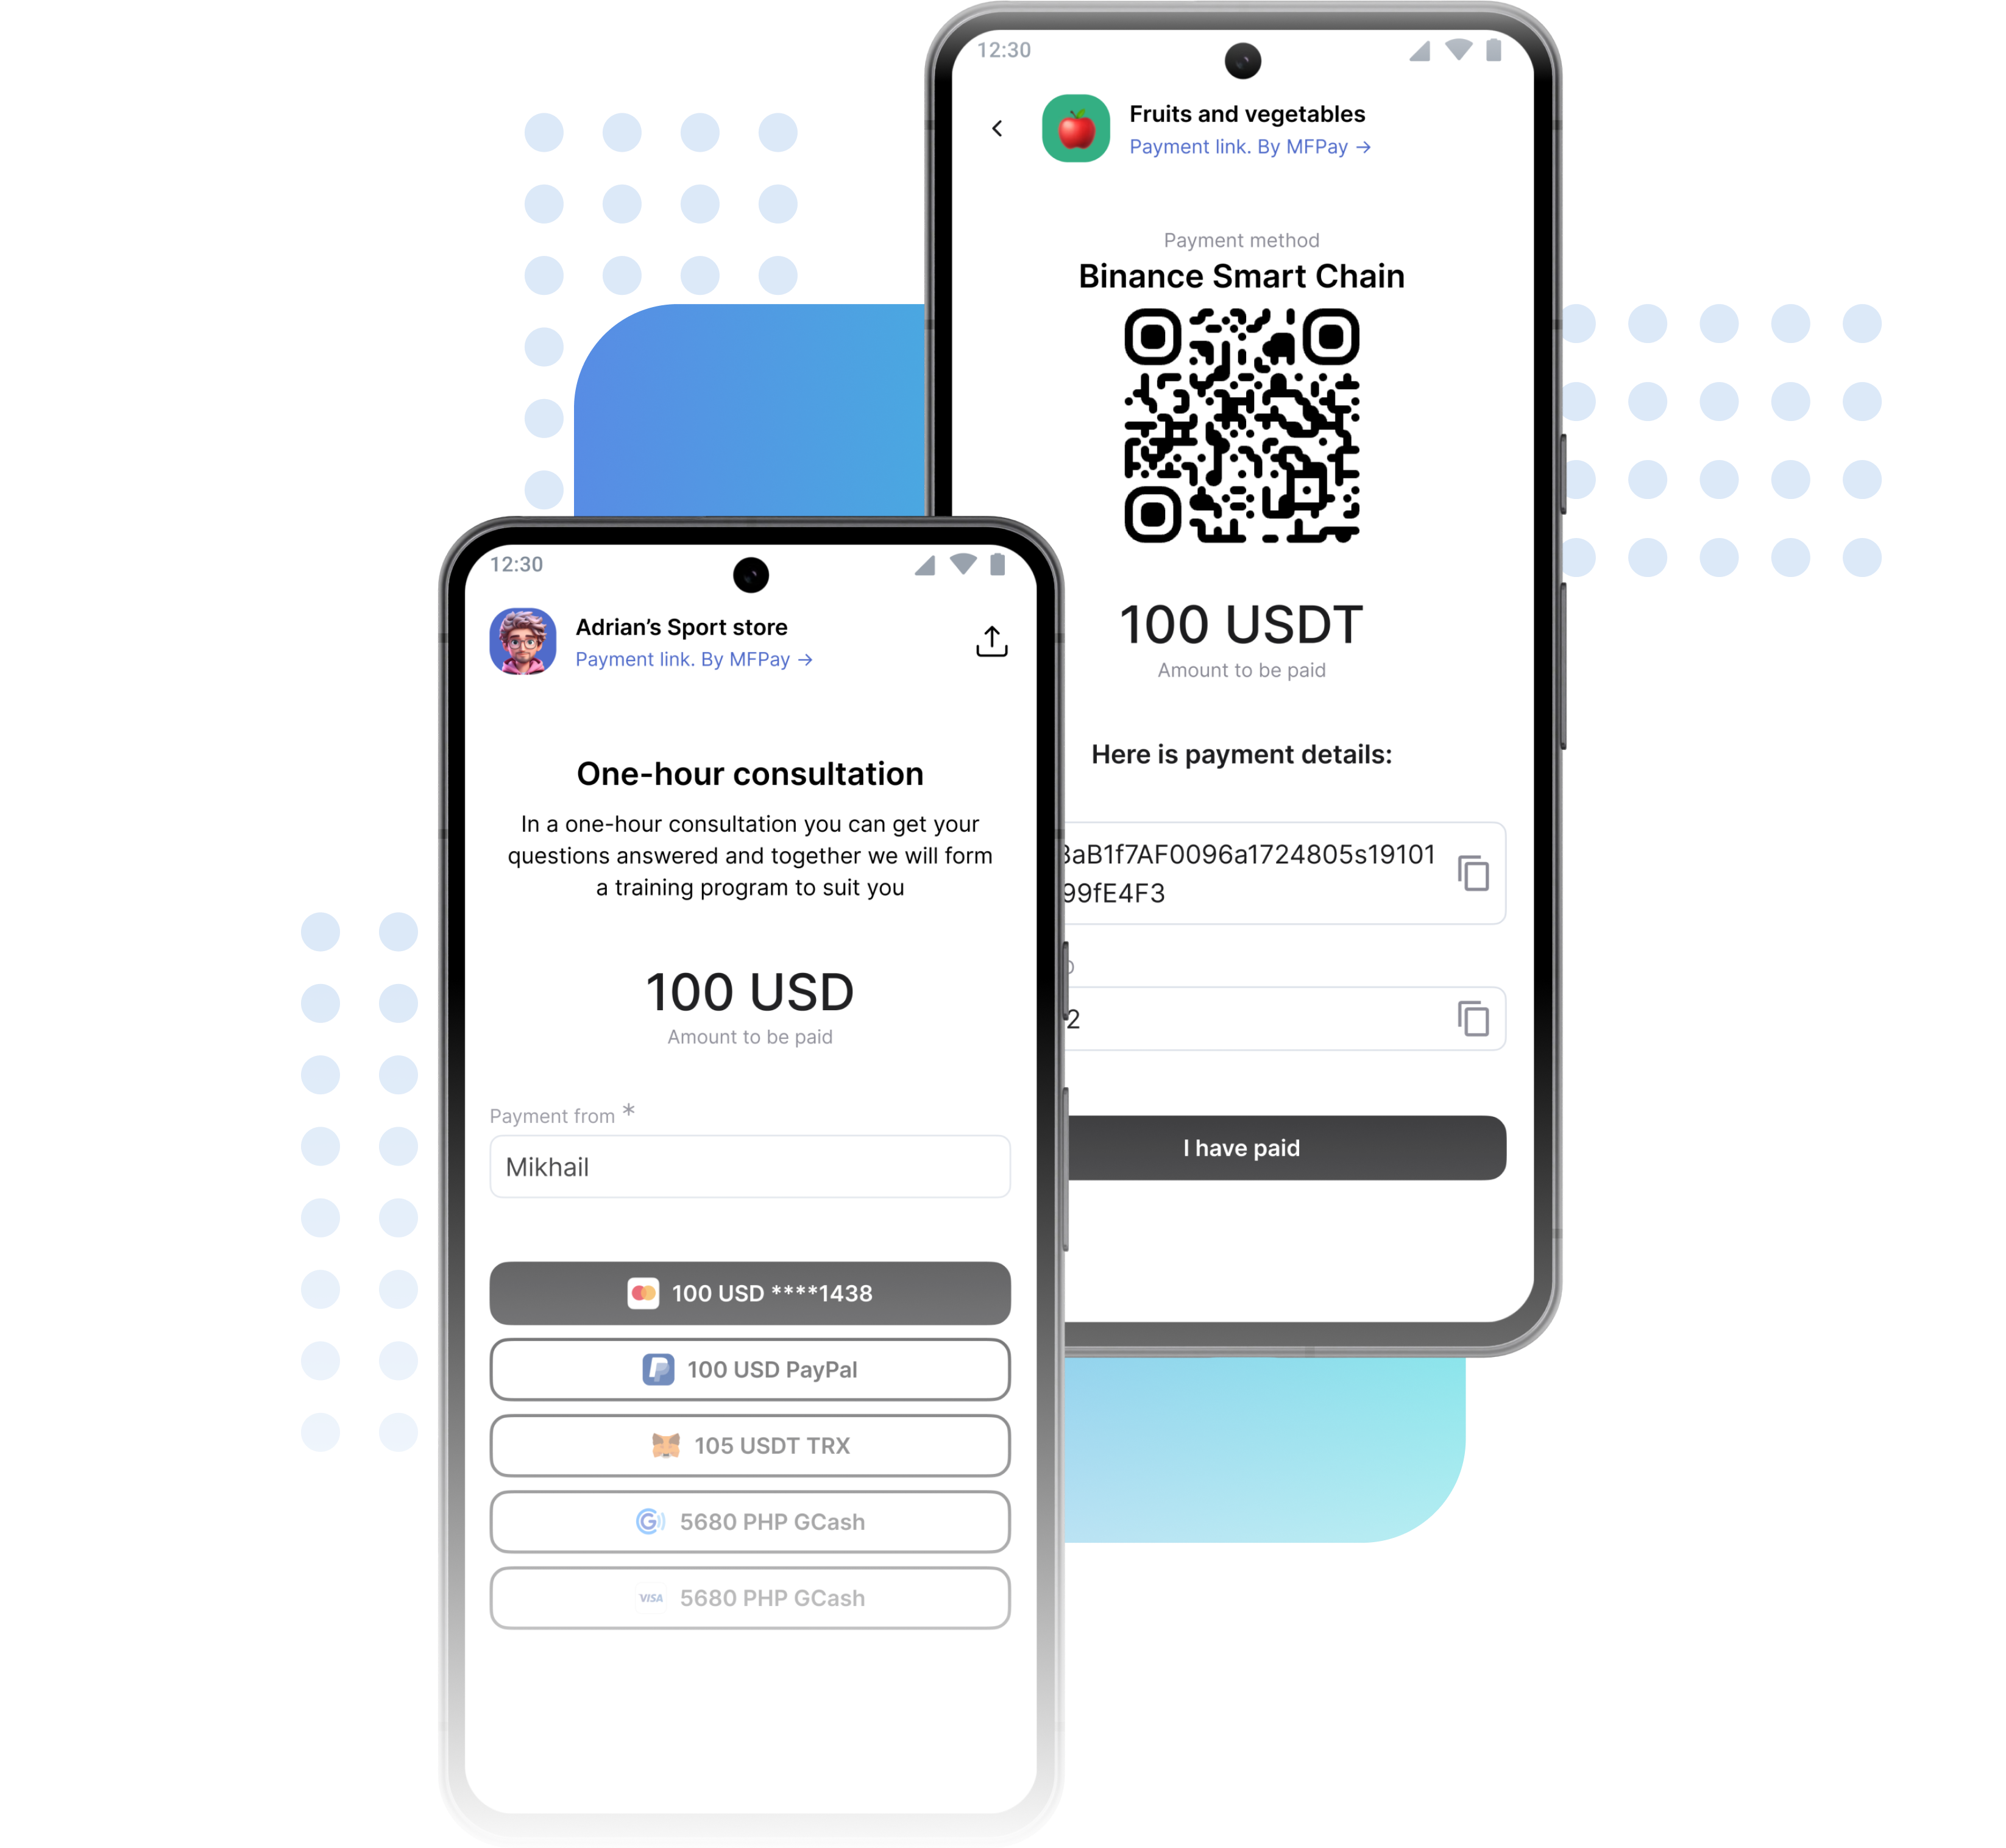 12:30
Fruits and vegetables
Payment link. By MFPay →
Payment method
Binance Smart Chain
100 USDT
Amount to be paid
Here is payment details:
aB1f7AF0096a1724805s19101
99fE4F3
2
I have paid
12:30
Adrian’s Sport store
Payment link. By MFPay →
One-hour consultation
In a one-hour consultation you can get your
questions answered and together we will form
a training program to suit you
100 USD
Amount to be paid
Payment from *
Mikhail
100 USD ****1438
P 100 USD PayPal
105 USDT TRX
G 5680 PHP GCash
VISA 5680 PHP GCash